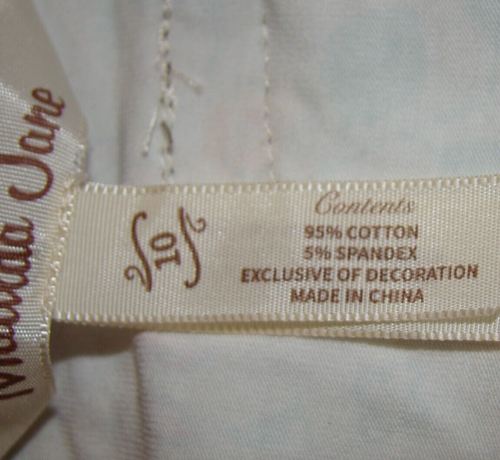 Matilda Jane
10
Contents
95% COTTON
5% SPANDEX
EXCLUSIVE OF DECORATION
MADE IN CHINA